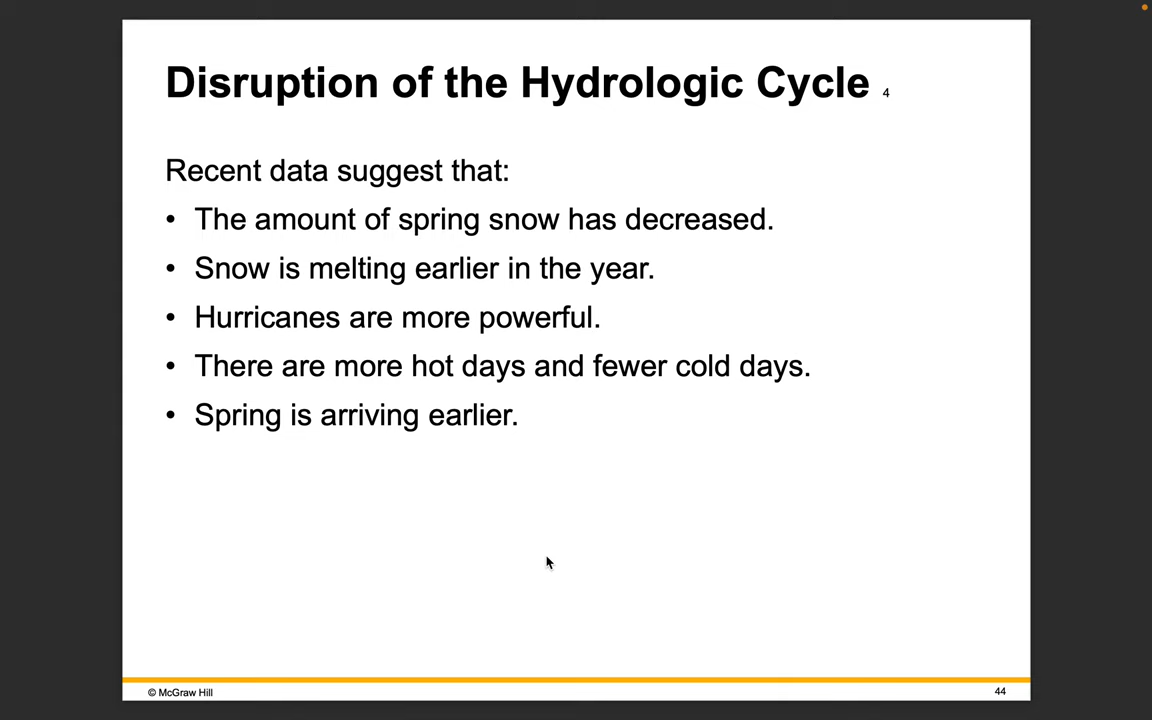 Disruption of the Hydrologic Cycle 4
Recent data suggest that:
• The amount of spring snow has decreased.
• Snow is melting earlier in the year.
• Hurricanes are more powerful.
• There are more hot days and fewer cold days.
• Spring is arriving earlier.
© McGraw Hill
44